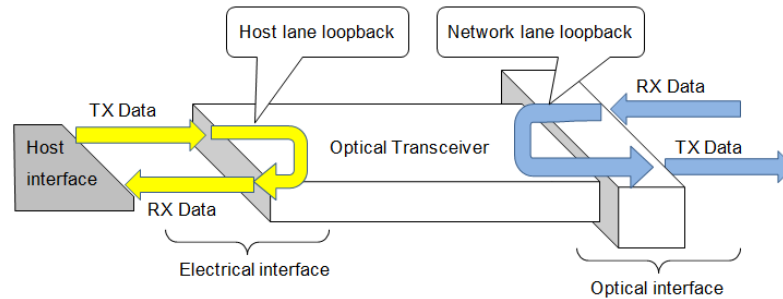 Host lane loopback
Network lane loopback
TX Data
RX Data
Host
interface
Optical Transceiver
TX Data
RX Data
Electrical interface
Optical interface